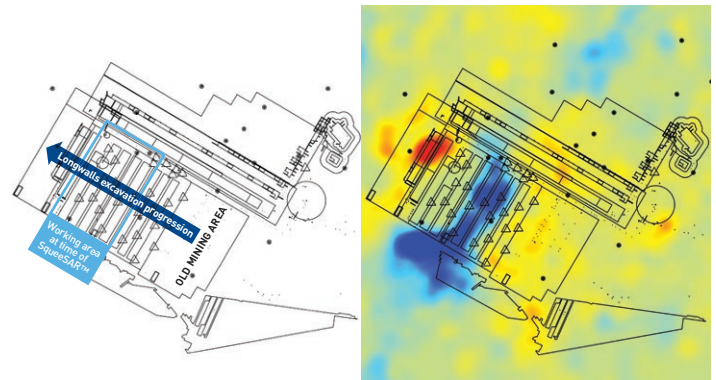 Longwalls excavation progression
OLD MINING AREA
Working area
at time of
SqueeSAR™